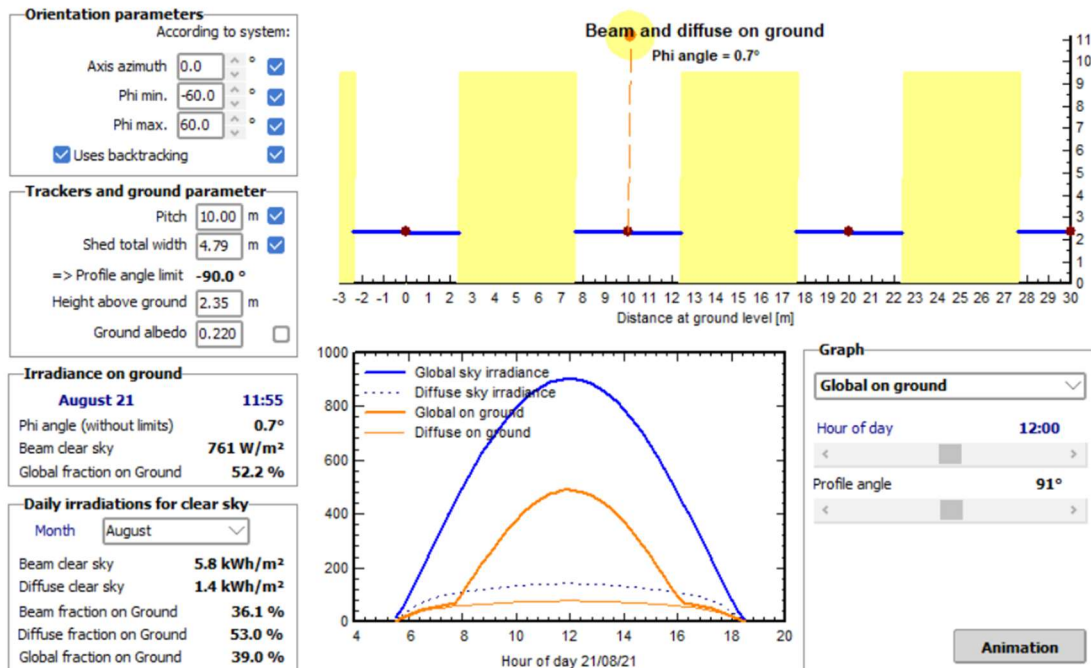 Orientation parameters
According to system:
Axis azimuth 0.0 °
Phi min. -60.0 °
Phi max. 60.0 °
Uses backtracking
Trackers and ground parameter
Pitch 10.00 m
Shed total width 4.79 m
=> Profile angle limit -90.0 °
Height above ground 2.35 m
Ground albedo 0.220
Irradiance on ground
August 21 11:55
Phi angle (without limits) 0.7°
Beam clear sky 761 W/m²
Global fraction on Ground 52.2 %
Daily irradiations for clear sky
Month August
Beam clear sky 5.8 kWh/m²
Diffuse clear sky 1.4 kWh/m²
Beam fraction on Ground 36.1 %
Diffuse fraction on Ground 53.0 %
Global fraction on Ground 39.0 %
Beam and diffuse on ground
Phi angle = 0.7°
11
10
9
8
7
6
5
4
3
2
1
0
-3 -2 -1 0 1 2 3 4 5 6 7 8 9 10 11 12 13 14 15 16 17 18 19 20 21 22 23 24 25 26 27 28 29 30
Distance at ground level [m]
1000
800
600
400
200
0
Global sky irradiance
Diffuse sky irradiance
Global on ground
Diffuse on ground
4 6 8 10 12 14 16 18 20
Hour of day 21/08/21
Graph
Global on ground
Hour of day 12:00
Profile angle 91°
Animation